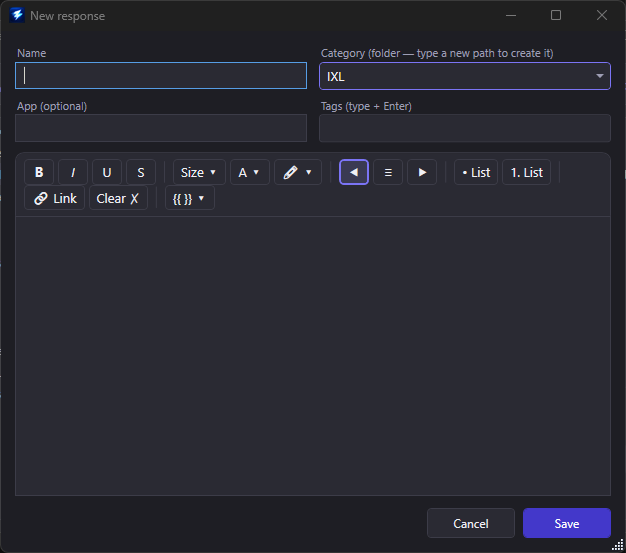 New response
Name
Category (folder — type a new path to create it)
IXL
App (optional)
Tags (type + Enter)
B I U S Size A • List 1. List
Link Clear ✗ {{ }}
Cancel Save